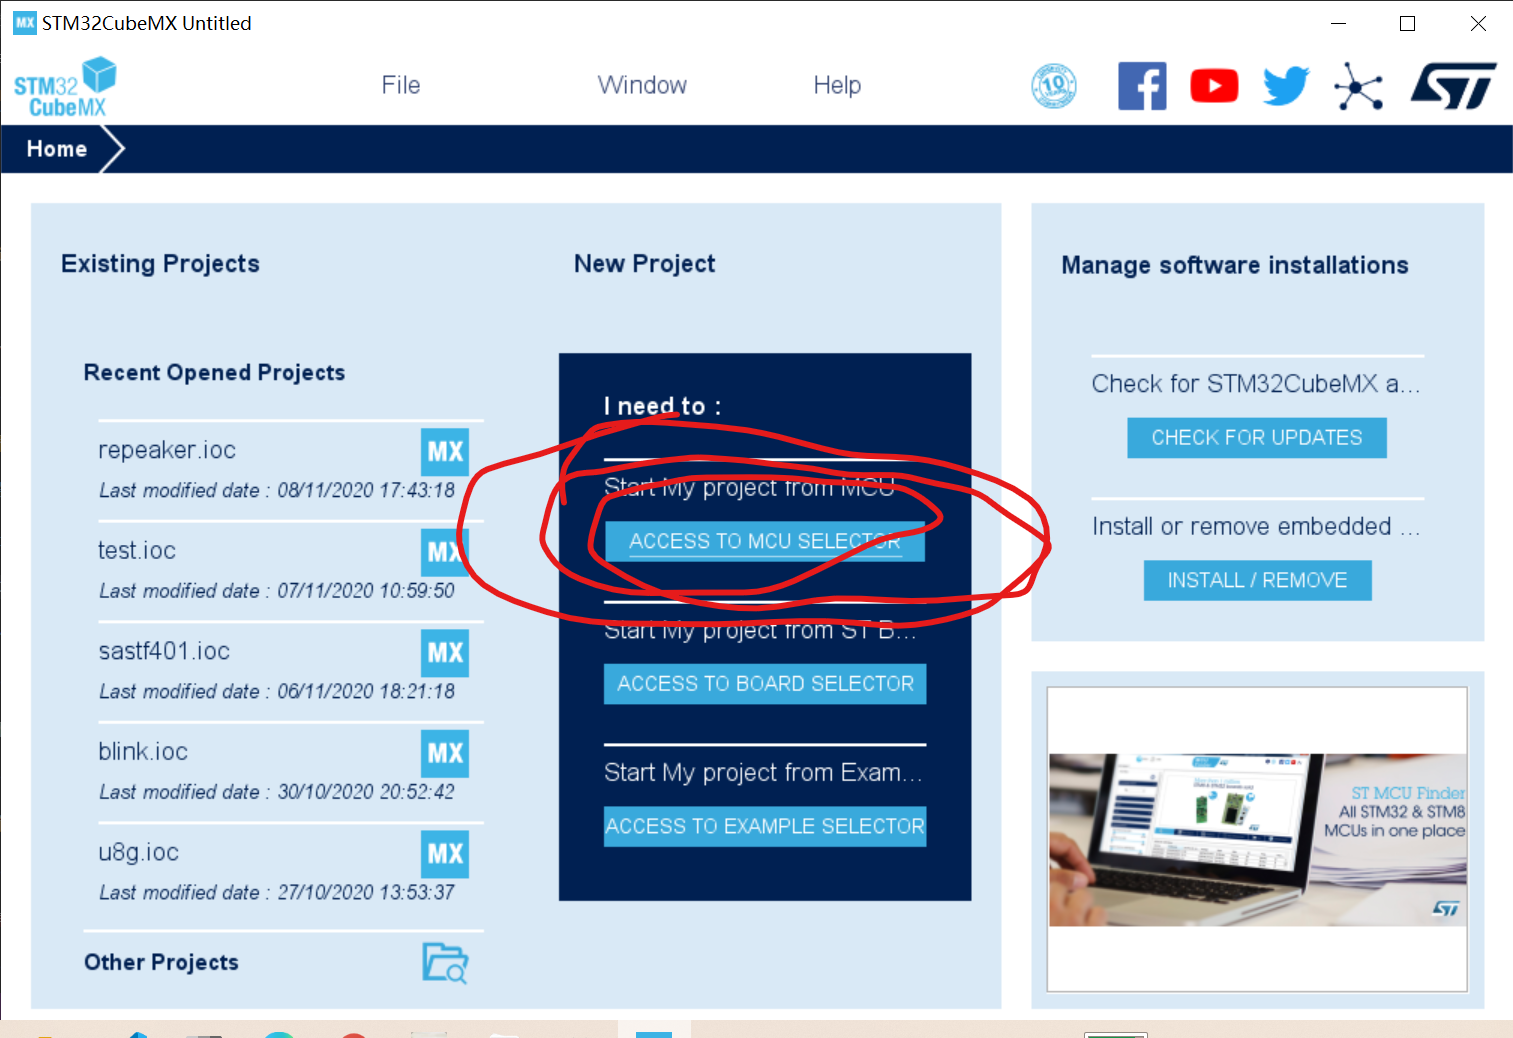 MX STM32CubeMX Untitled
STM32
CubeMX
File
Window
Help
10
ST
Home
Existing Projects
Recent Opened Projects
repeaker.ioc
MX
Last modified date : 08/11/2020 17:43:18
test.ioc
MX
Last modified date : 07/11/2020 10:59:50
sastf401.ioc
MX
Last modified date : 06/11/2020 18:21:18
blink.ioc
MX
Last modified date : 30/10/2020 20:52:42
u8g.ioc
MX
Last modified date : 27/10/2020 13:53:37
Other Projects
New Project
I need to :
Start My project from MCU
ACCESS TO MCU SELECTOR
Start My project from ST B...
ACCESS TO BOARD SELECTOR
Start My project from Exam...
ACCESS TO EXAMPLE SELECTOR
Manage software installations
Check for STM32CubeMX a...
CHECK FOR UPDATES
Install or remove embedded ...
INSTALL / REMOVE
ST MCU Finder
All STM32 & STM8
MCUs in one place
ST